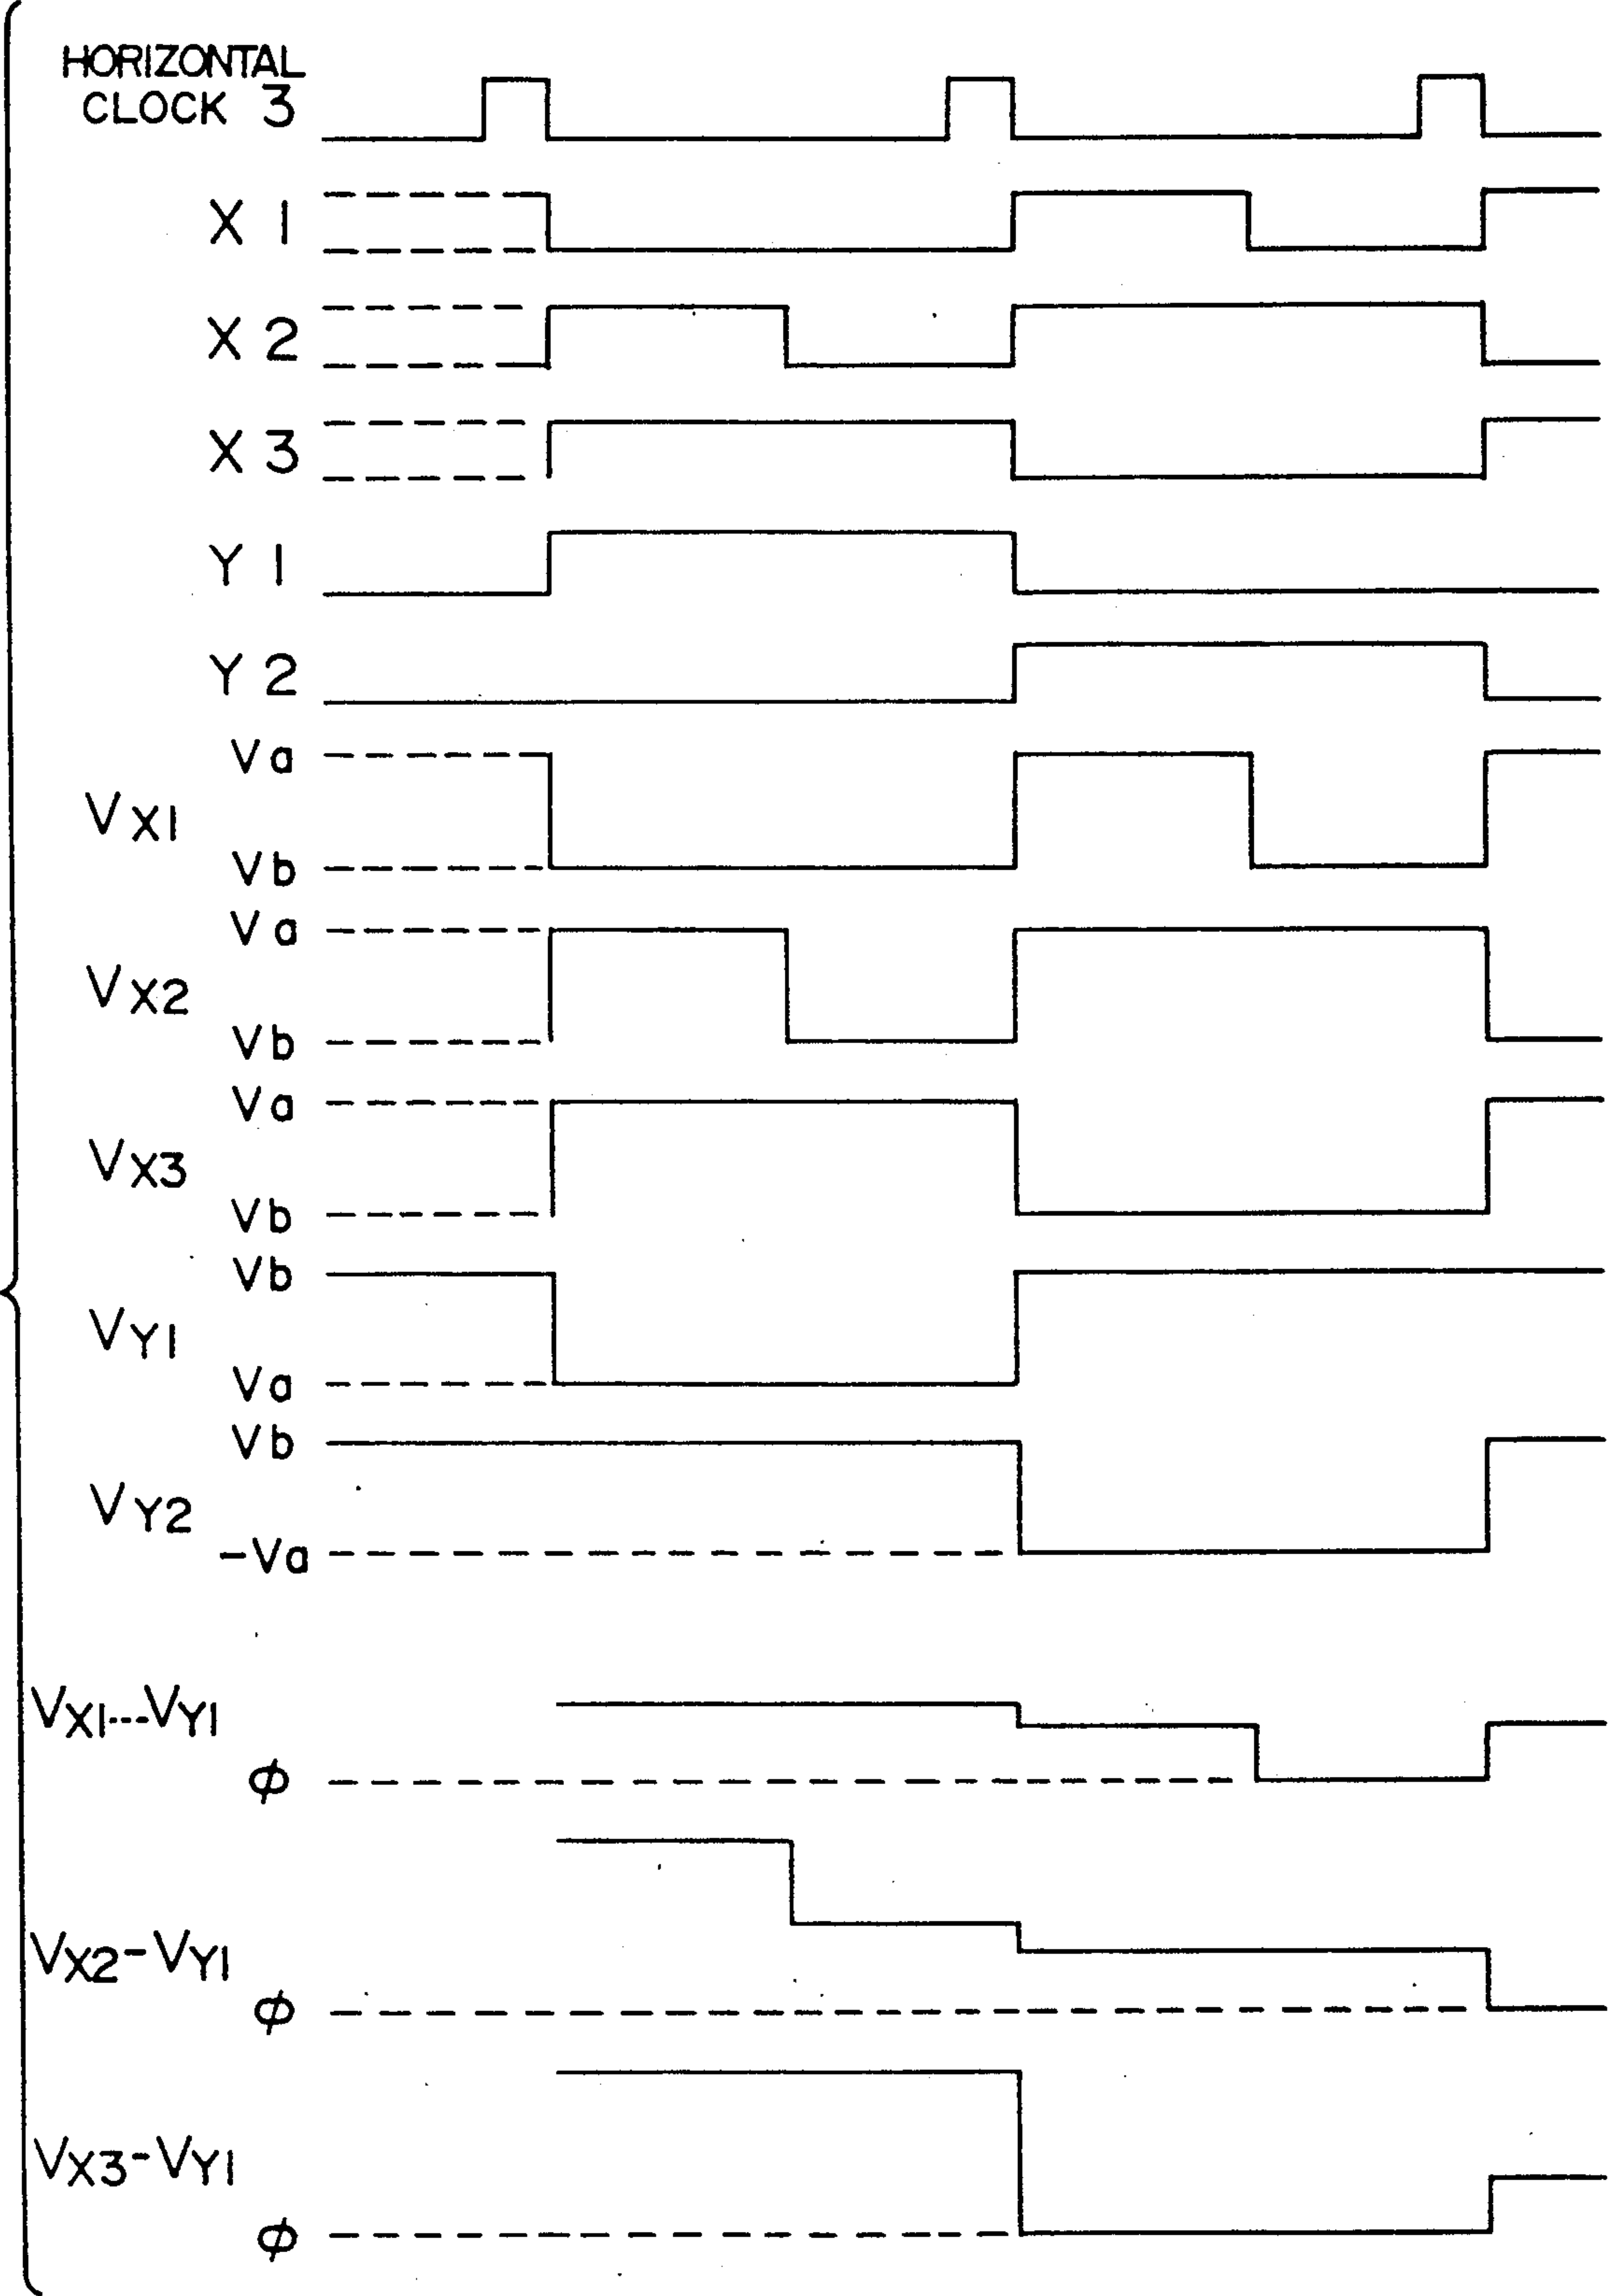 HORIZONTAL
CLOCK 3
X 1
X 2
X 3
Y 1
Y 2
Va
VX1
Vb
Va
VX2
Vb
Va
VX3
Vb
Vb
VY1
Va
Vb
VY2
-Va
VX1---VY1
ϕ
VX2-VY1
ϕ
VX3-VY1
ϕ